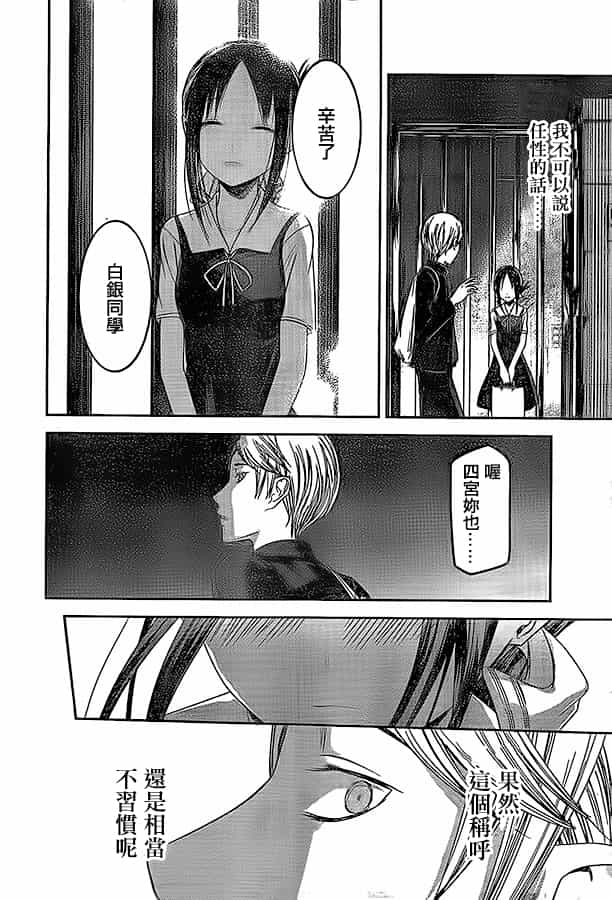 我不可以說
任性的話……
辛苦了
白銀同學
喔
四宮妳也……
果然
這個稱呼
還是相當
不習慣呢